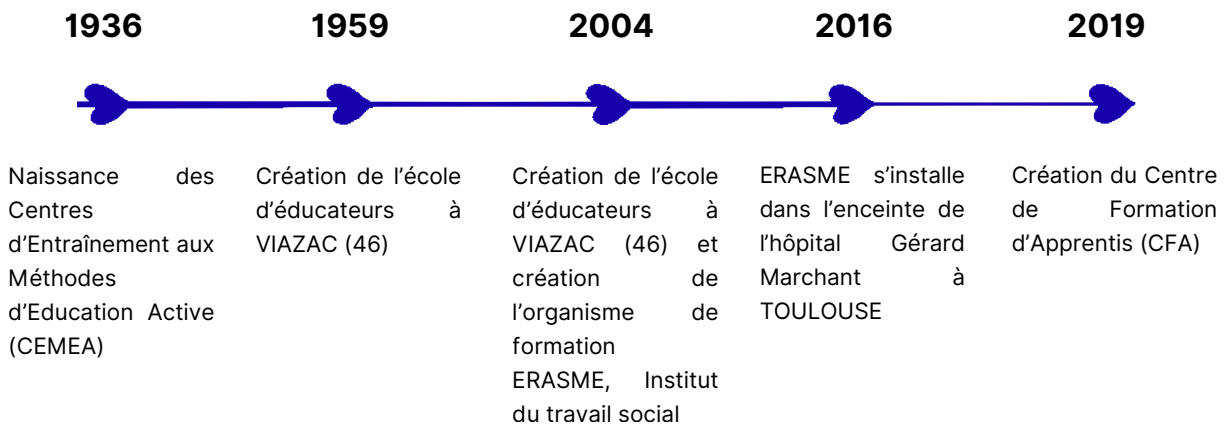 1936
1959
2004
2016
2019
Naissance des
Centres
d’Entraînement aux
Méthodes
d’Education Active
(CEMEA)
Création de l’école
d’éducateurs à
VIAZAC (46)
Création de l’école
d’éducateurs à
VIAZAC (46) et
création de
l’organisme de
formation
ERASME, Institut
du travail social
ERASME s’installe
dans l’enceinte de
l’hôpital Gérard
Marchant à
TOULOUSE
Création du Centre
de Formation
d’Apprentis (CFA)